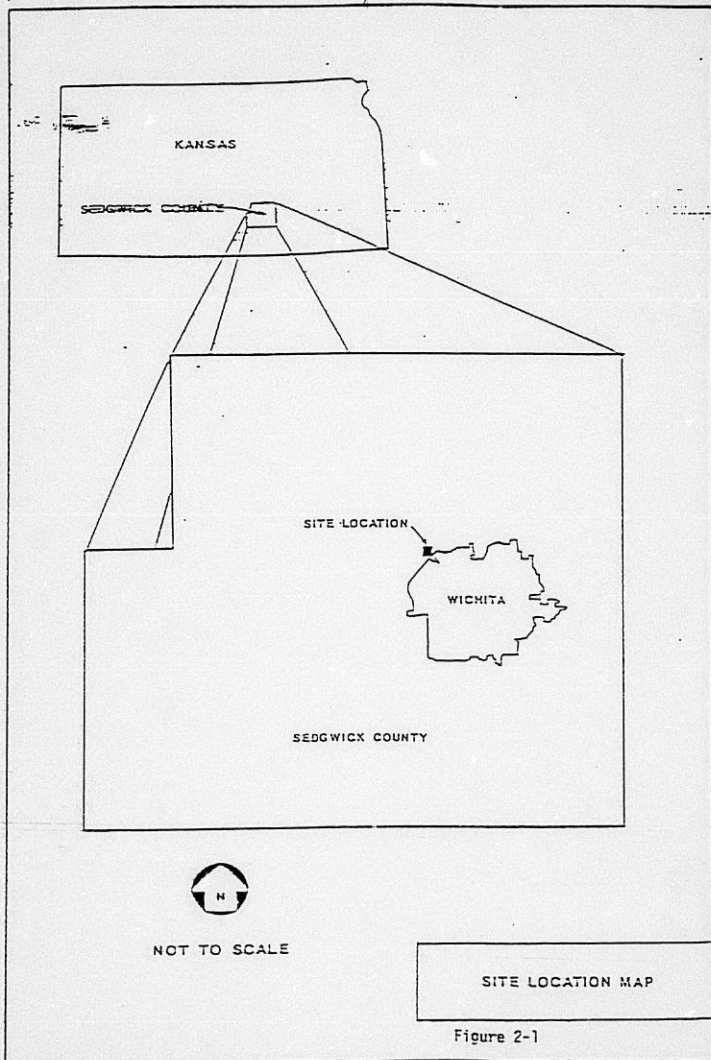 KANSAS
SEDGWICK COUNTY
SITE LOCATION
WICHITA
SEDGWICK COUNTY
N
NOT TO SCALE
SITE LOCATION MAP
Figure 2-1